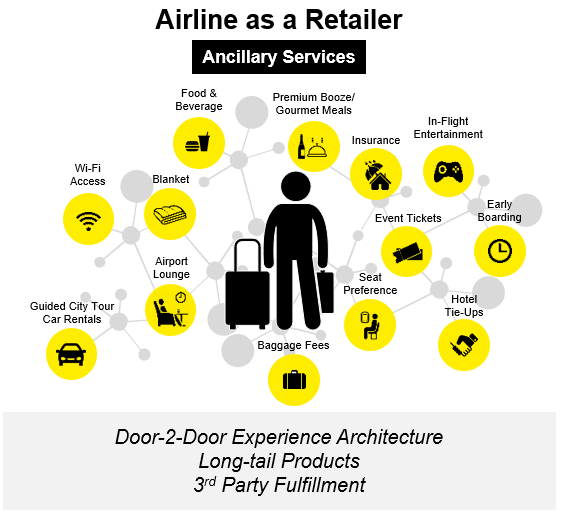 Airline as a Retailer
Ancillary Services
Food &
Beverage
Premium Booze/
Gourmet Meals
Insurance
In-Flight
Entertainment
Wi-Fi
Access
Blanket
Event Tickets
Early
Boarding
Airport
Lounge
Seat
Preference
Guided City Tour
Car Rentals
Hotel
Tie-Ups
Baggage Fees
Door-2-Door Experience Architecture
Long-tail Products
3rd Party Fulfillment